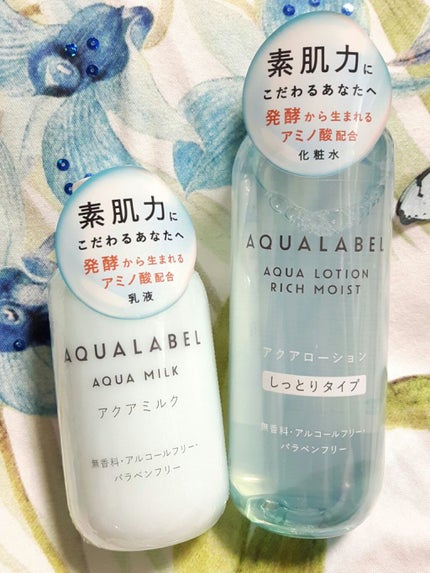 素肌力に
こだわるあなたへ
発酵から生まれる
アミノ酸配合
乳液
AQUALABEL
AQUA MILK
アクアミルク
無香料・アルコールフリー・
パラベンフリー
素肌力に
こだわるあなたへ
発酵から生まれる
アミノ酸配合
化粧水
AQUALABEL
AQUA LOTION
RICH MOIST
アクアローション
しっとりタイプ
無香料・アルコールフリー・
パラベンフリー